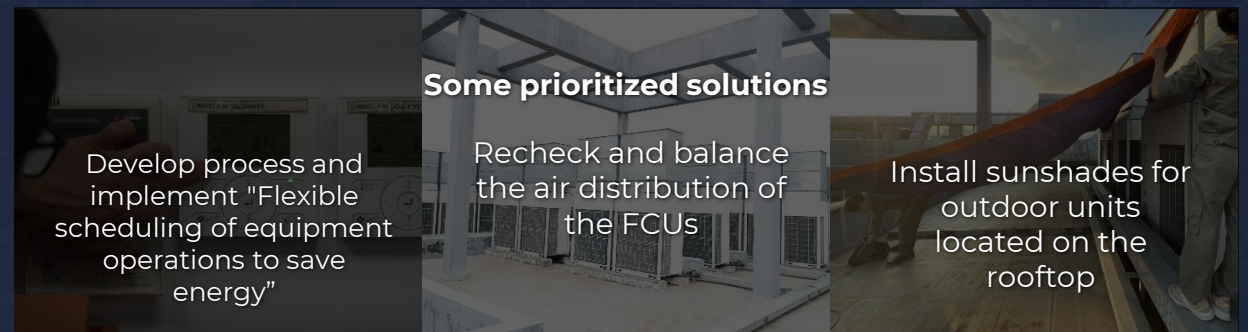 Some prioritized solutions
Develop process and
implement "Flexible
scheduling of equipment
operations to save
energy”
Recheck and balance
the air distribution of
the FCUs
Install sunshades for
outdoor units
located on the
rooftop